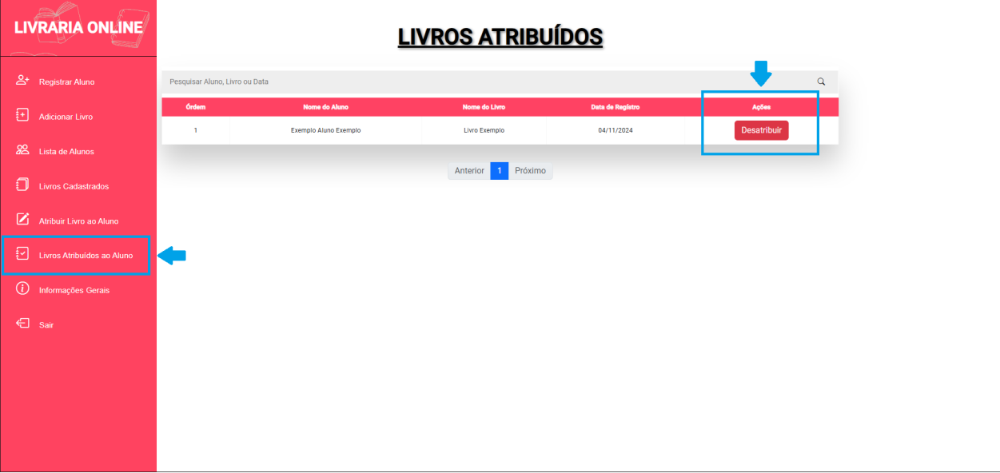 LIVRARIA ONLINE
Registrar Aluno
Adicionar Livro
Lista de Alunos
Livros Cadastrados
Atribuir Livro ao Aluno
Livros Atribuídos ao Aluno
Informações Gerais
Sair
LIVROS ATRIBUÍDOS
Pesquisar Aluno, Livro ou Data
Órdem Nome do Aluno Nome do Livro Data de Regístro Ações
1 Exemplo Aluno Exemplo Livro Exemplo 04/11/2024 Desatribuir
Anterior 1 Próximo